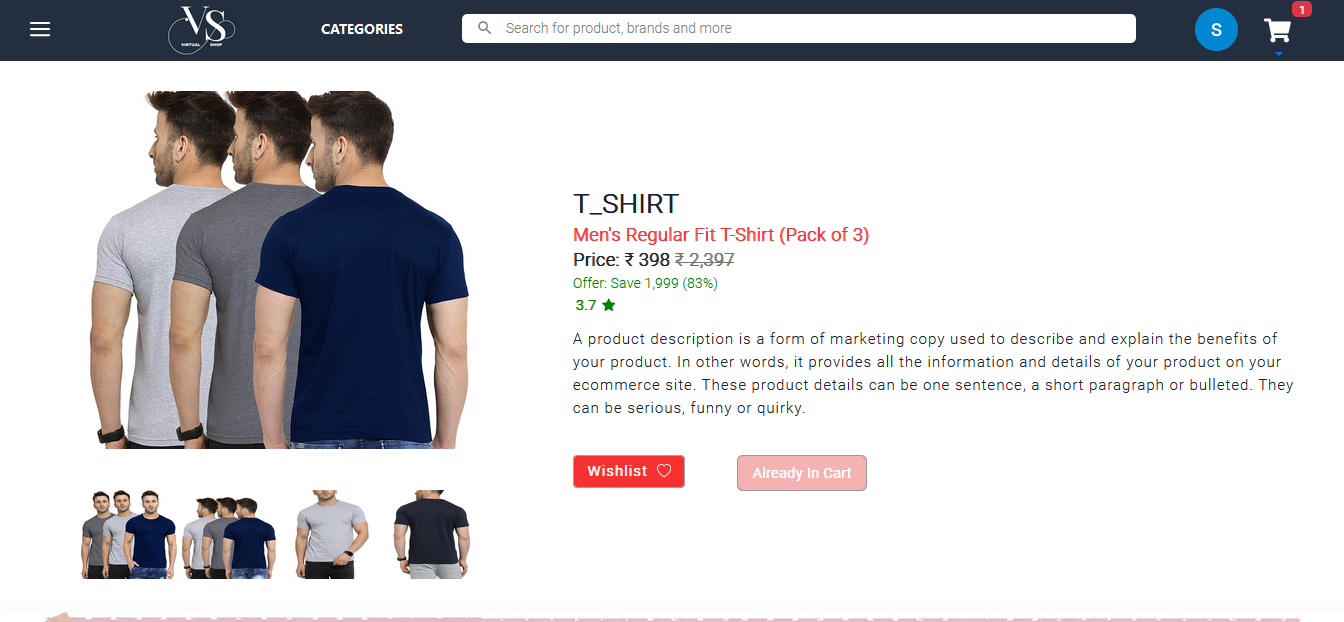 VS
VIRTUAL SHOP
CATEGORIES
Search for product, brands and more
S
1
T_SHIRT
Men's Regular Fit T-Shirt (Pack of 3)
Price: ₹ 398 ₹ 2,397
Offer: Save 1,999 (83%)
3.7
A product description is a form of marketing copy used to describe and explain the benefits of
your product. In other words, it provides all the information and details of your product on your
ecommerce site. These product details can be one sentence, a short paragraph or bulleted. They
can be serious, funny or quirky.
Wishlist
Already In Cart